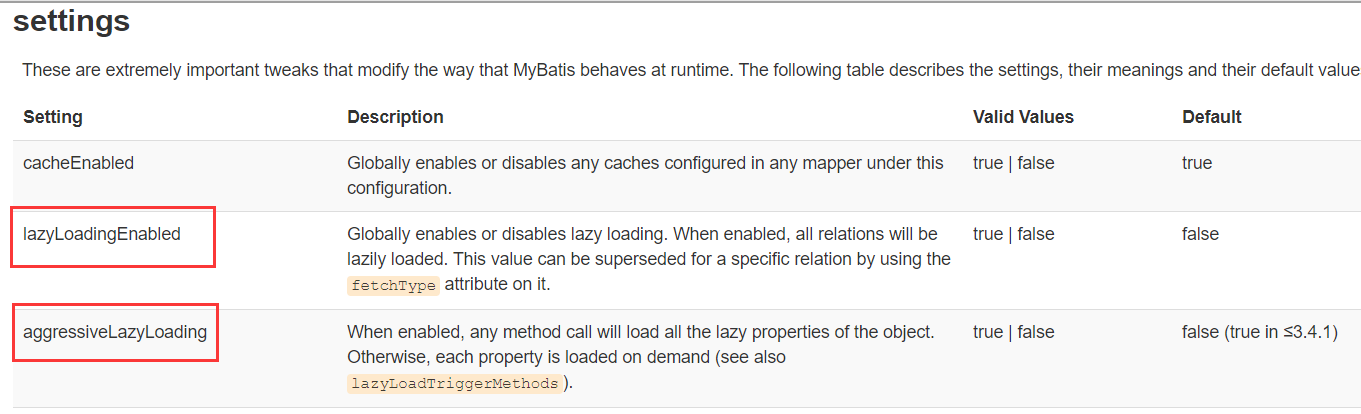 settings
These are extremely important tweaks that modify the way that MyBatis behaves at runtime. The following table describes the settings, their meanings and their default value
Setting Description Valid Values Default
cacheEnabled Globally enables or disables any caches configured in any mapper under this true | false true
configuration.
lazyLoadingEnabled Globally enables or disables lazy loading. When enabled, all relations will be true | false false
lazily loaded. This value can be superseded for a specific relation by using the
fetchType attribute on it.
aggressiveLazyLoading When enabled, any method call will load all the lazy properties of the object. true | false false (true in ≤3.4.1)
Otherwise, each property is loaded on demand (see also
lazyLoadTriggerMethods).